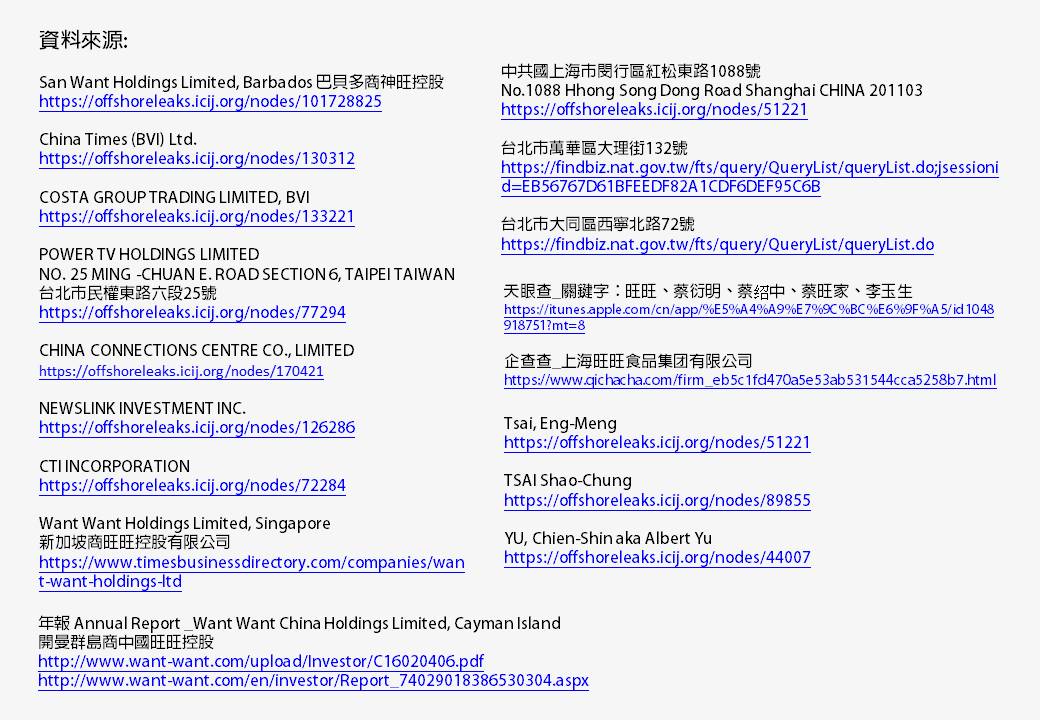 資料來源:
San Want Holdings Limited, Barbados 巴貝多商神旺控股
https://offshoreleaks.icij.org/nodes/101728825
China Times (BVI) Ltd.
https://offshoreleaks.icij.org/nodes/130312
COSTA GROUP TRADING LIMITED, BVI
https://offshoreleaks.icij.org/nodes/133221
POWER TV HOLDINGS LIMITED
NO. 25 MING -CHUAN E. ROAD SECTION 6, TAIPEI TAIWAN
台北市民權東路六段25號
https://offshoreleaks.icij.org/nodes/77294
CHINA CONNECTIONS CENTRE CO., LIMITED
https://offshoreleaks.icij.org/nodes/170421
NEWSLINK INVESTMENT INC.
https://offshoreleaks.icij.org/nodes/126286
CTI INCORPORATION
https://offshoreleaks.icij.org/nodes/72284
Want Want Holdings Limited, Singapore
新加坡商旺旺控股有限公司
https://www.timesbusinessdirectory.com/companies/wan
t-want-holdings-ltd
中共國上海市閔行區紅松東路1088號
No.1088 Hhong Song Dong Road Shanghai CHINA 201103
https://offshoreleaks.icij.org/nodes/51221
台北市萬華區大理街132號
https://findbiz.nat.gov.tw/fts/query/QueryList/queryList.do;jsessioni
d=EB56767D61BFEEDF82A1CDF6DEF95C6B
台北市大同區西寧北路72號
https://findbiz.nat.gov.tw/fts/query/QueryList/queryList.do
天眼查_關鍵字：旺旺、蔡衍明、蔡紹中、蔡旺家、李玉生
https://itunes.apple.com/cn/app/%E5%A4%A9%E7%9C%BC%E6%9F%A5/id1048
918751?mt=8
企查查_上海旺旺食品集团有限公司
https://www.qichacha.com/firm_eb5c1fd470a5e53ab531544cca5258b7.html
Tsai, Eng-Meng
https://offshoreleaks.icij.org/nodes/51221
TSAI Shao-Chung
https://offshoreleaks.icij.org/nodes/89855
YU, Chien-Shin aka Albert Yu
https://offshoreleaks.icij.org/nodes/44007
年報 Annual Report _Want Want China Holdings Limited, Cayman Island
開曼群島商中國旺旺控股
http://www.want-want.com/upload/Investor/C16020406.pdf
http://www.want-want.com/en/investor/Report_74029018386530304.aspx